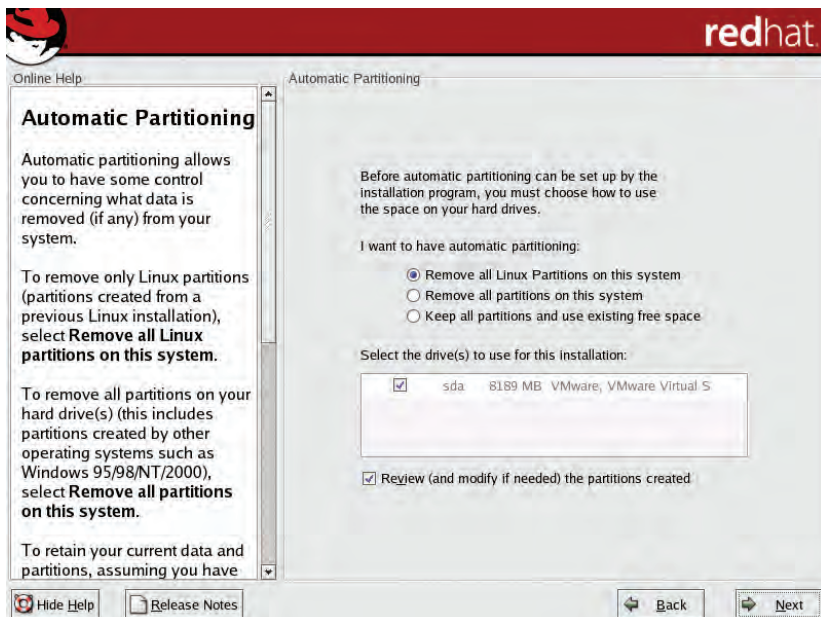 redhat.
Online Help
Automatic Partitioning
Automatic partitioning allows
you to have some control
concerning what data is
removed (if any) from your
system.
To remove only Linux partitions
(partitions created from a
previous Linux installation),
select Remove all Linux
partitions on this system.
To remove all partitions on your
hard drive(s) (this includes
partitions created by other
operating systems such as
Windows 95/98/NT/2000),
select Remove all partitions
on this system.
To retain your current data and
partitions, assuming you have
Automatic Partitioning
Before automatic partitioning can be set up by the
installation program, you must choose how to use
the space on your hard drives.
I want to have automatic partitioning:
Remove all Linux Partitions on this system
Remove all partitions on this system
Keep all partitions and use existing free space
Select the drive(s) to use for this installation:
sda 8189 MB VMware, VMware Virtual S
Review (and modify if needed) the partitions created
Hide Help
Release Notes
Back
Next